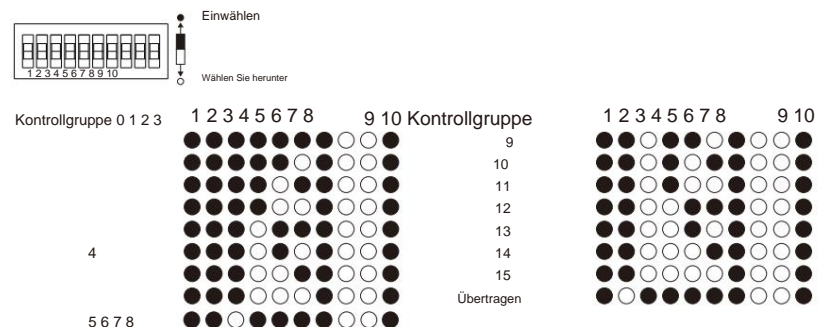 Einwählen
1 2 3 4 5 6 7 8 9 10
Wählen Sie herunter
Kontrollgruppe 0 1 2 3
1 2 3 4 5 6 7 8 9 10
4
5 6 7 8
Kontrollgruppe
1 2 3 4 5 6 7 8 9 10
9
10
11
12
13
14
15
Übertragen